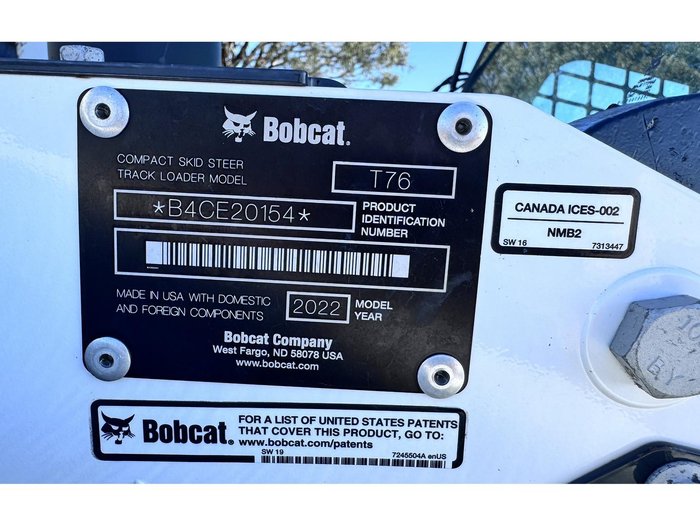 Bobcat.
COMPACT SKID STEER
TRACK LOADER MODEL
T76
*B4CE20154*
PRODUCT
IDENTIFICATION
NUMBER
MADE IN USA WITH DOMESTIC
AND FOREIGN COMPONENTS
2022
MODEL
YEAR
Bobcat Company
West Fargo, ND 58078 USA
www.bobcat.com
CANADA ICES-002
NMB2
SW 16
7313447
Bobcat.
FOR A LIST OF UNITED STATES PATENTS
THAT COVER THIS PRODUCT, GO TO:
www.bobcat.com/patents
SW 19
7245504A enUS